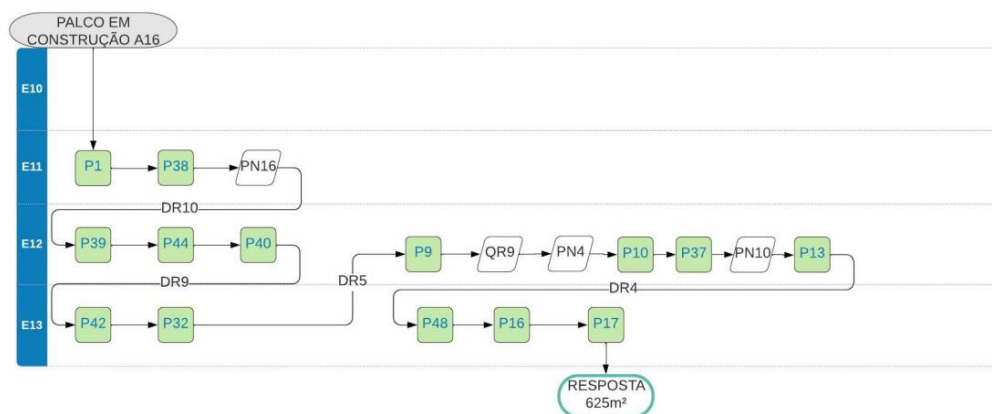 PALCO EM
CONSTRUÇÃO A16
E10
E11
P1
P38
PN16
DR10
E12
P39
P44
P40
DR9
DR5
P9
QR9
PN4
P10
P37
PN10
P13
DR4
E13
P42
P32
P48
P16
P17
RESPOSTA
625m²